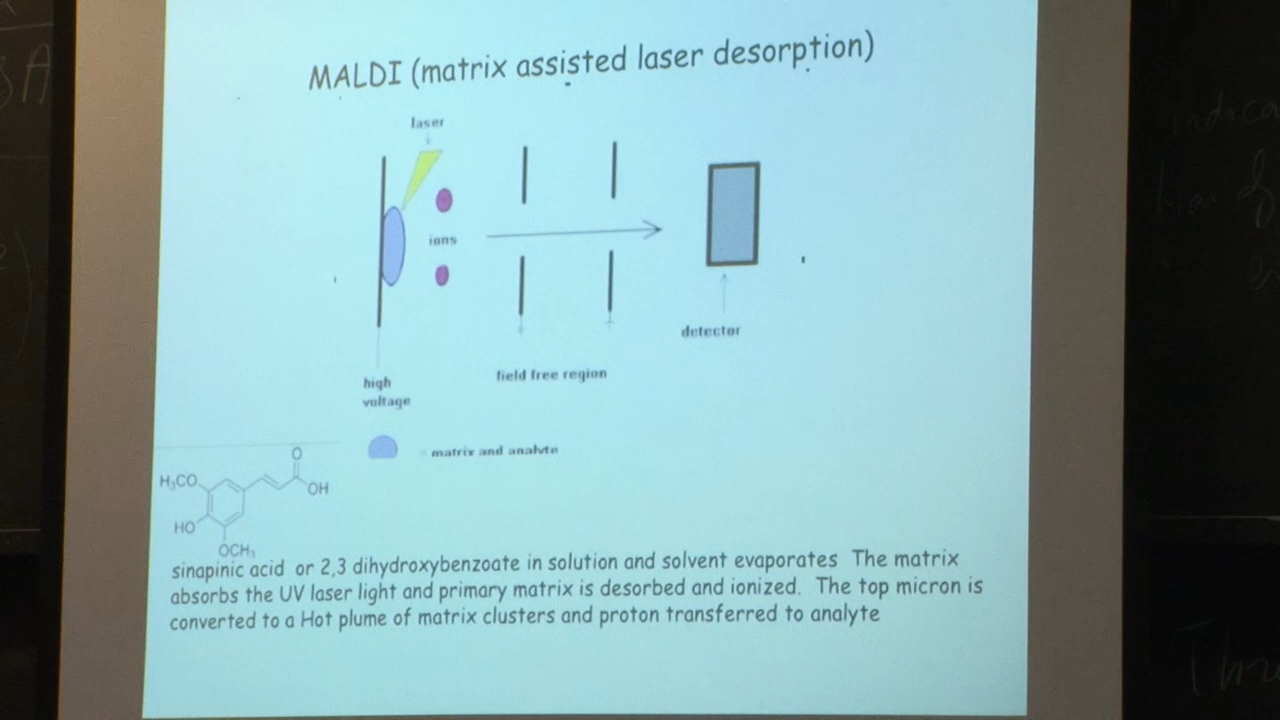 MALDI (matrix assisted laser desorption)
laser
ions
detector
field free region
high
voltage
= matrix and analyte
O
H₃CO
OH
HO
OCH₃
sinapinic acid or 2,3 dihydroxybenzoate in solution and solvent evaporates The matrix
absorbs the UV laser light and primary matrix is desorbed and ionized. The top micron is
converted to a Hot plume of matrix clusters and proton transferred to analyte